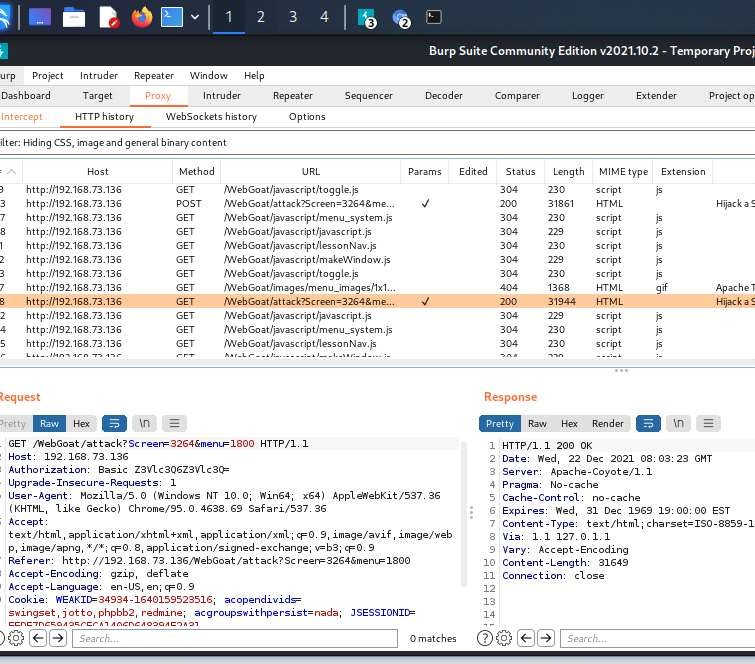 1 2 3 4 3 2
Burp Suite Community Edition v2021.10.2 - Temporary Proj
urp Project Intruder Repeater Window Help
Dashboard Target Proxy Intruder Repeater Sequencer Decoder Comparer Logger Extender Project op
Intercept HTTP history WebSockets history Options
ilter: Hiding CSS, image and general binary content
Host Method URL Params Edited Status Length MIME type Extension
9 http://192.168.73.136 GET /WebGoat/javascript/toggle.js 304 230 script js
3 http://192.168.73.136 POST /WebGoat/attack?Screen=3264&me... ✓ 200 31861 HTML Hijack a S
7 http://192.168.73.136 GET /WebGoat/javascript/menu_system.js 304 230 script js
8 http://192.168.73.136 GET /WebGoat/javascript/javascript.js 304 229 script js
1 http://192.168.73.136 GET /WebGoat/javascript/lessonNav.js 304 230 script js
2 http://192.168.73.136 GET /WebGoat/javascript/makeWindow.js 304 229 script js
3 http://192.168.73.136 GET /WebGoat/javascript/toggle.js 304 230 script js
7 http://192.168.73.136 GET /WebGoat/images/menu_images/1x1... 404 1368 HTML gif Apache T
8 http://192.168.73.136 GET /WebGoat/attack?Screen=3264&me... ✓ 200 31944 HTML Hijack a S
2 http://192.168.73.136 GET /WebGoat/javascript/javascript.js 304 229 script js
4 http://192.168.73.136 GET /WebGoat/javascript/menu_system.js 304 230 script js
5 http://192.168.73.136 GET /WebGoat/javascript/lessonNav.js 304 230 script js
6 http://192.168.73.136 GET /WebGoat/javascript/makeWindow.js 304 229 script js
Request
Pretty Raw Hex \n
GET /WebGoat/attack?Screen=3264&menu=1800 HTTP/1.1
Host: 192.168.73.136
Authorization: Basic Z3Vlc3Q6Z3Vlc3Q=
Upgrade-Insecure-Requests: 1
User-Agent: Mozilla/5.0 (Windows NT 10.0; Win64; x64) AppleWebKit/537.36
(KHTML, like Gecko) Chrome/95.0.4638.69 Safari/537.36
Accept:
text/html,application/xhtml+xml,application/xml;q=0.9,image/avif,image/web
p,image/apng,*/*;q=0.8,application/signed-exchange;v=b3;q=0.9
Referer: http://192.168.73.136/WebGoat/attack?Screen=3264&menu=1800
Accept-Encoding: gzip, deflate
Accept-Language: en-US,en;q=0.9
Cookie: WEAKID=34934-1640159523516; acopendivids=
swingset,jotto,phpbb2,redmine; acgroupswithpersist=nada; JSESSIONID=
Search... 0 matches
Response
Pretty Raw Hex Render \n
1 HTTP/1.1 200 OK
2 Date: Wed, 22 Dec 2021 08:03:23 GMT
3 Server: Apache-Coyote/1.1
4 Pragma: No-cache
5 Cache-Control: no-cache
6 Expires: Wed, 31 Dec 1969 19:00:00 EST
7 Content-Type: text/html;charset=ISO-8859-1
8 Via: 1.1 127.0.1.1
9 Vary: Accept-Encoding
10 Content-Length: 31649
11 Connection: close
12
13
14
15
? Search...